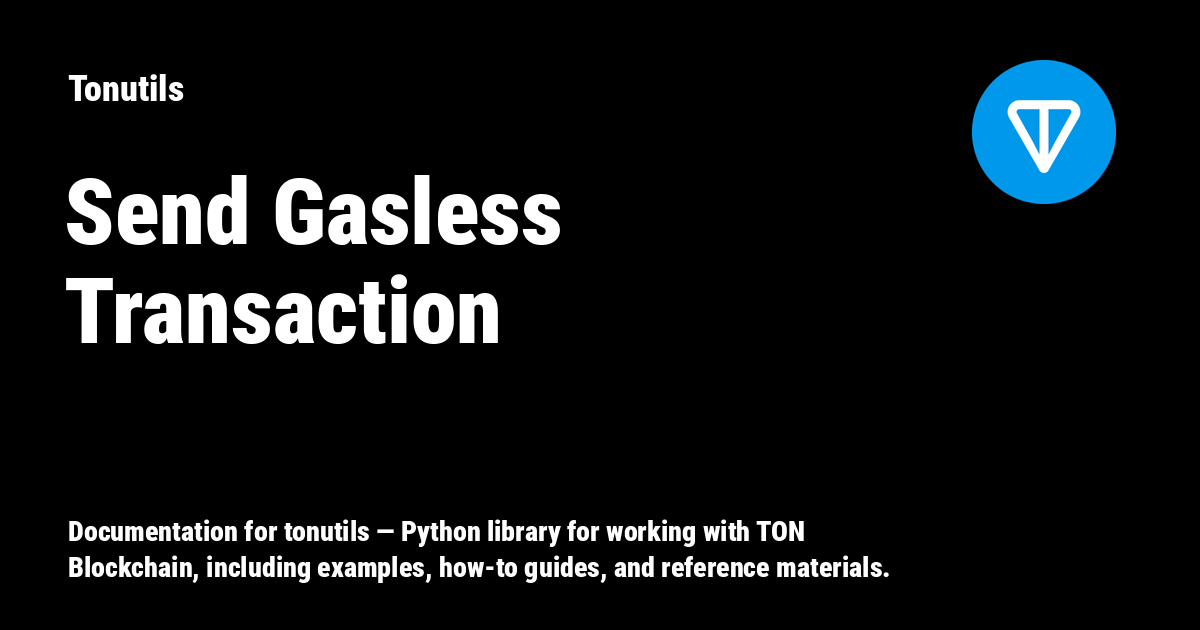 Tonutils
Send Gasless
Transaction
Documentation for tonutils — Python library for working with TON
Blockchain, including examples, how-to guides, and reference materials.